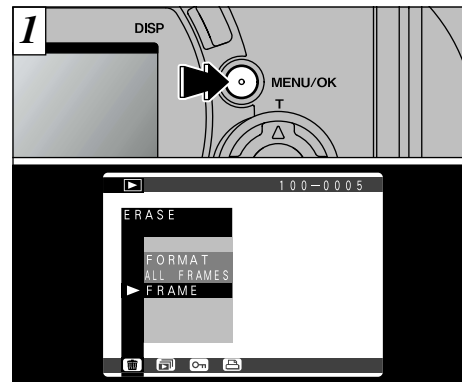 1
DISP
MENU/OK
T
100-0005
ERASE
FORMAT
ALL FRAMES
FRAME